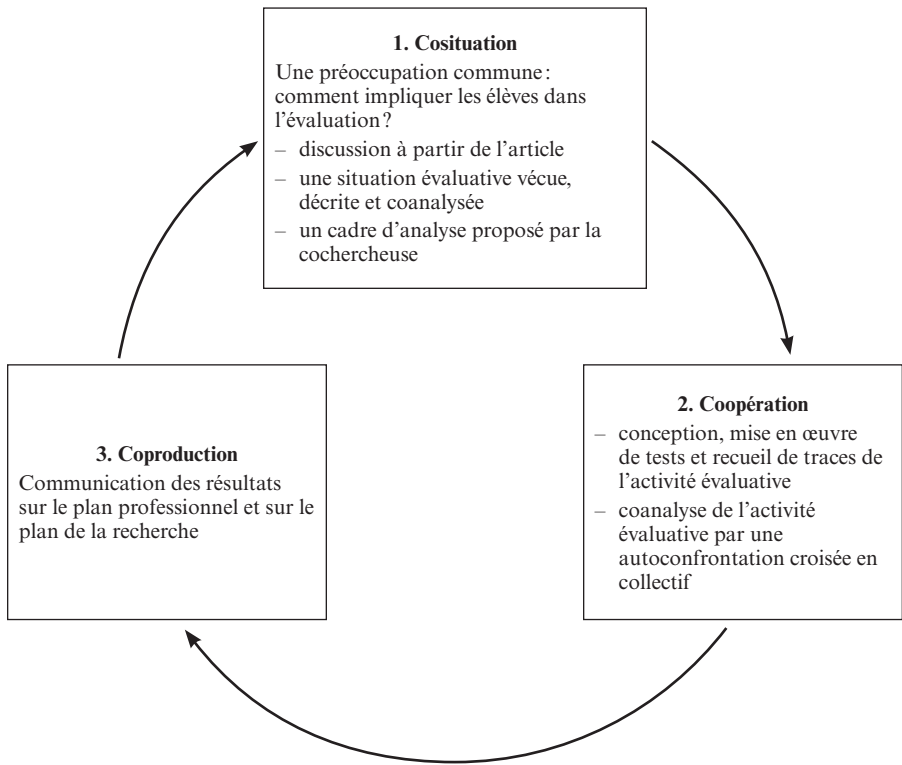 1. Cosituation
Une préoccupation commune :
comment impliquer les élèves dans
l’évaluation ?
– discussion à partir de l’article
– une situation évaluative vécue,
décrite et coanalysée
– un cadre d’analyse proposé par la
cochercheuse
2. Coopération
– conception, mise en œuvre
de tests et recueil de traces de
l’activité évaluative
– coanalyse de l’activité
évaluative par une
autoconfrontation croisée en
collectif
3. Coproduction
Communication des résultats
sur le plan professionnel et sur le
plan de la recherche